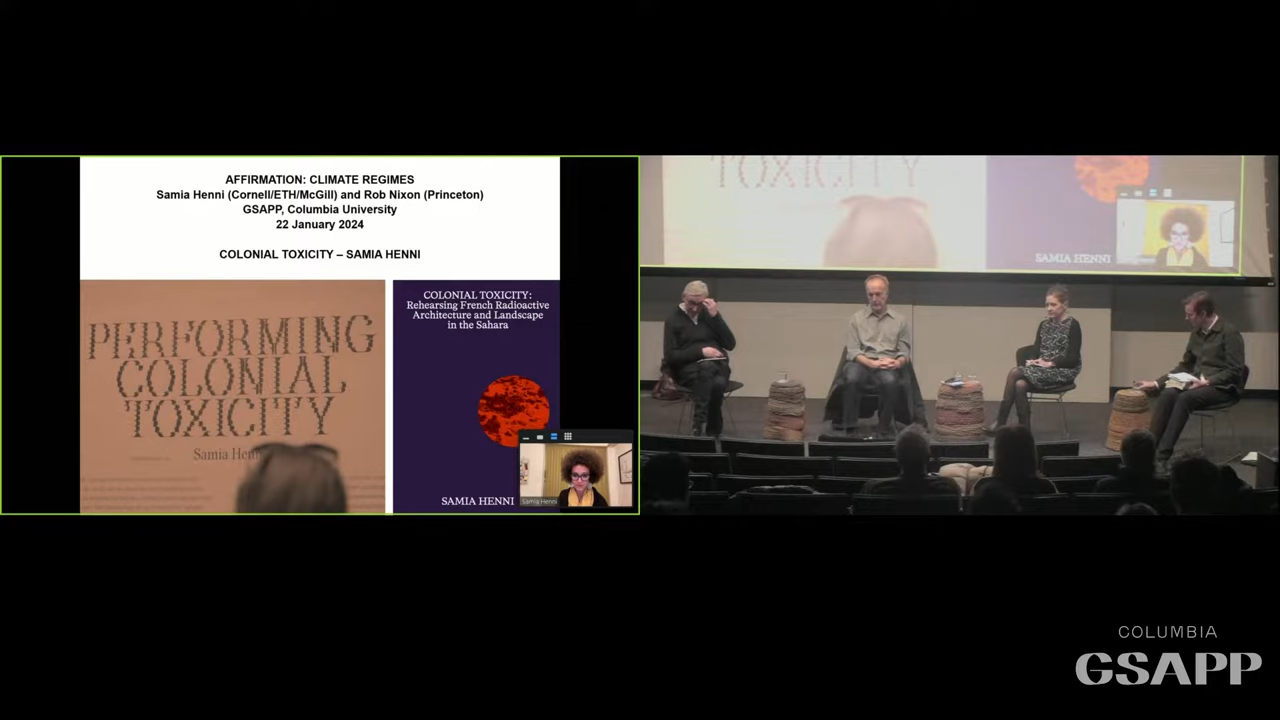 AFFIRMATION: CLIMATE REGIMES
Samia Henni (Cornell/ETH/McGill) and Rob Nixon (Princeton)
GSAPP, Columbia University
22 January 2024
COLONIAL TOXICITY – SAMIA HENNI
PERFORMING
COLONIAL
TOXICITY
Samia Henn
COLONIAL TOXICITY:
Rehearsing French Radioactive
Architecture and Landscape
in the Sahara
SAMIA HENNI
Samia Henni
TOXICITY
SAMIA HENNI
COLUMBIA
GSAPP